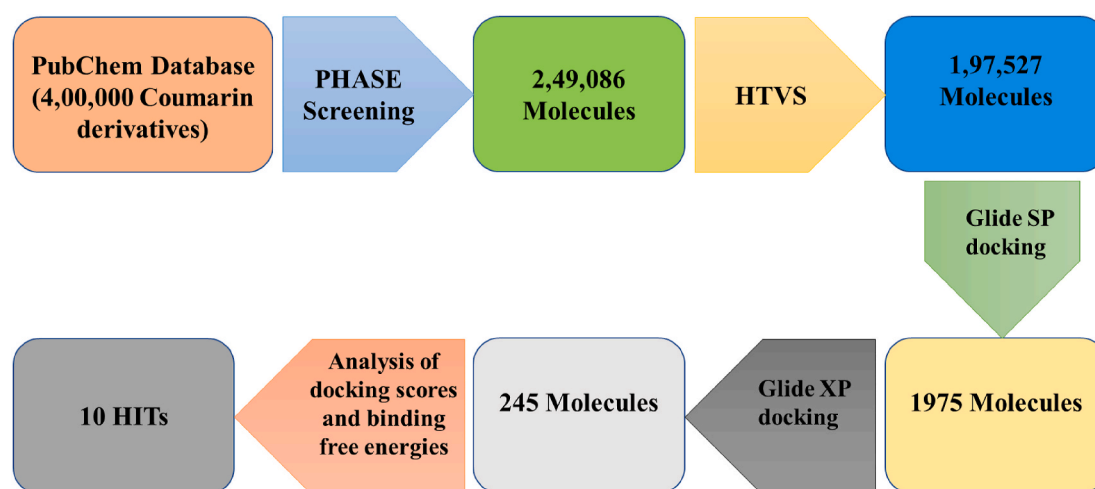 PubChem Database
(4,00,000 Coumarin
derivatives)
PHASE
Screening
2,49,086
Molecules
HTVS
1,97,527
Molecules
Glide SP
docking
1975 Molecules
Glide XP
docking
245 Molecules
Analysis of
docking scores
and binding
free energies
10 HITs